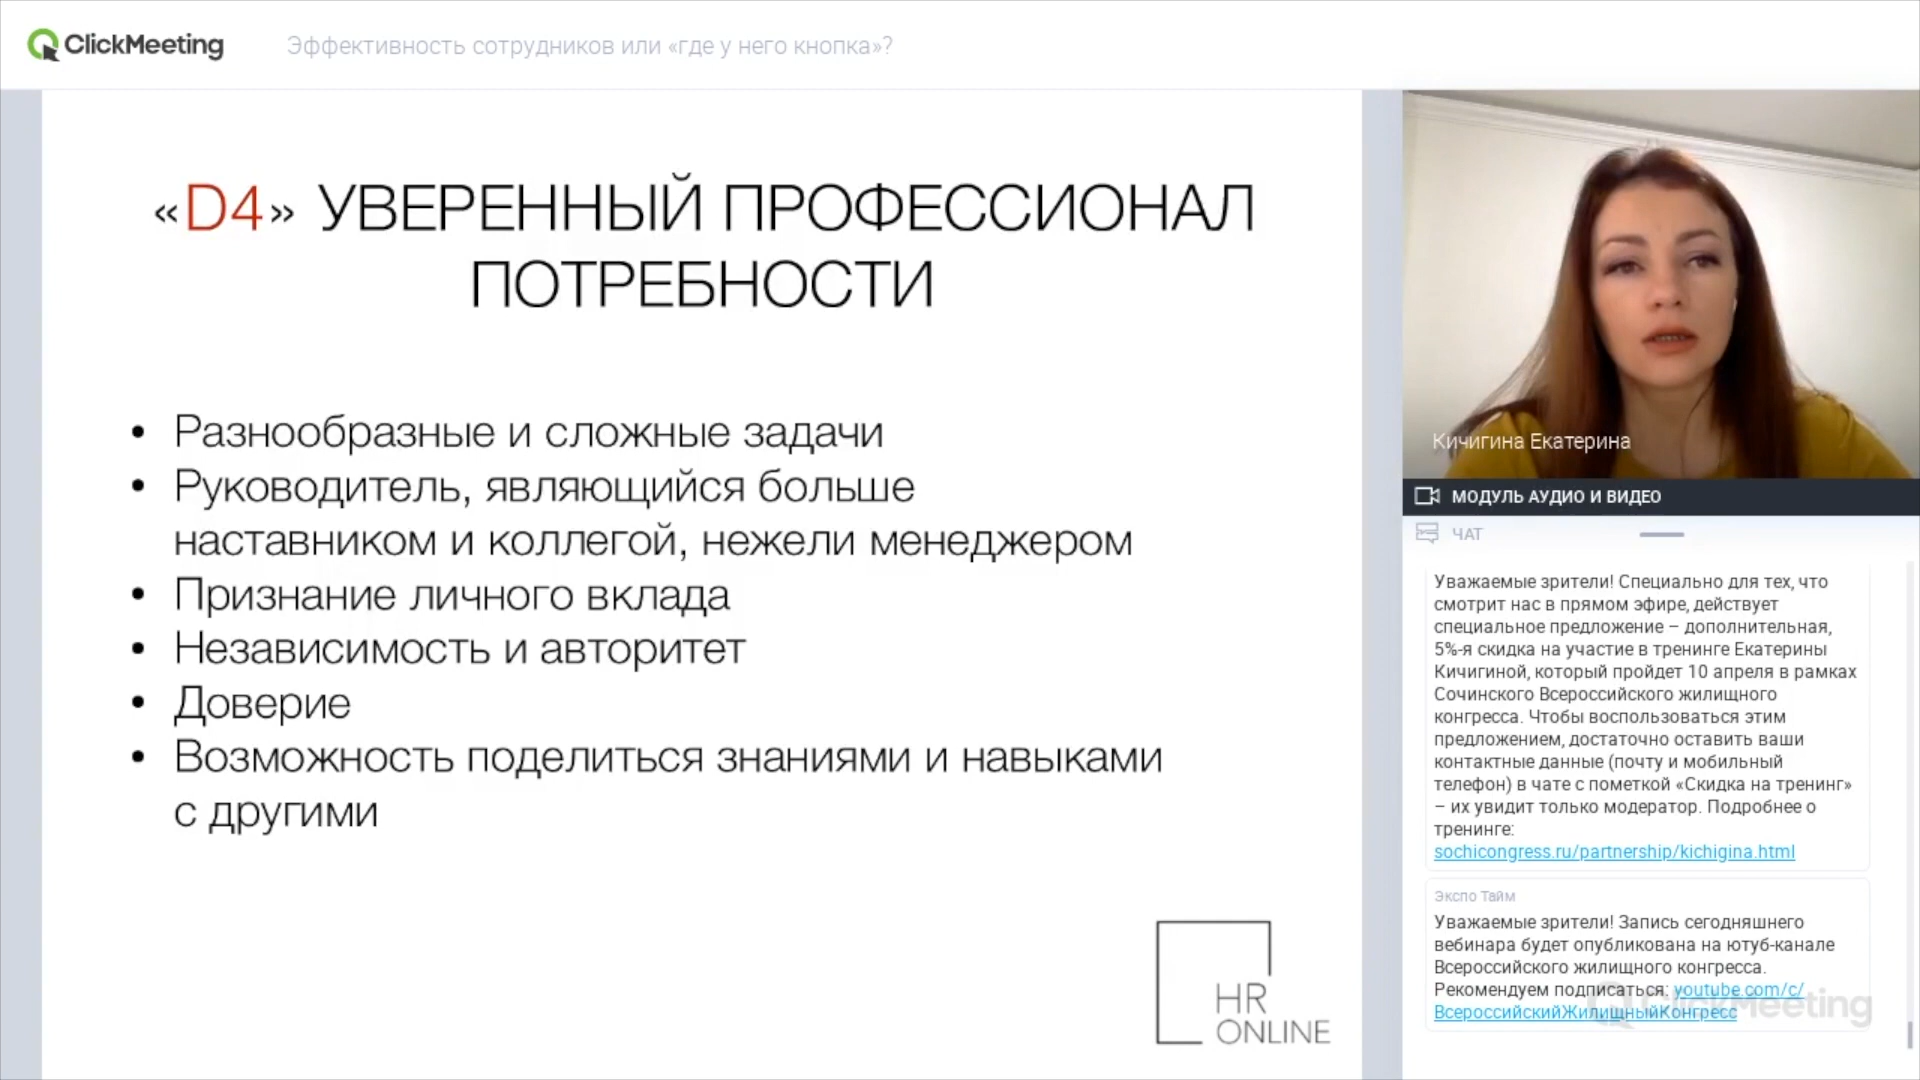 ClickMeeting
Эффективность сотрудников или «где у него кнопка»?
«D4» УВЕРЕННЫЙ ПРОФЕССИОНАЛ
ПОТРЕБНОСТИ
• Разнообразные и сложные задачи
• Руководитель, являющийся больше
наставником и коллегой, нежели менеджером
• Признание личного вклада
• Независимость и авторитет
• Доверие
• Возможность поделиться знаниями и навыками
с другими
HR
ONLINE
Кичигина Екатерина
МОДУЛЬ АУДИО И ВИДЕО
ЧАТ
Уважаемые зрители! Специально для тех, что
смотрит нас в прямом эфире, действует
специальное предложение – дополнительная,
5%-я скидка на участие в тренинге Екатерины
Кичигиной, который пройдет 10 апреля в рамках
Сочинского Всероссийского жилищного
конгресса. Чтобы воспользоваться этим
предложением, достаточно оставить ваши
контактные данные (почту и мобильный
телефон) в чате с пометкой «Скидка на тренинг»
– их увидит только модератор. Подробнее о
тренинге:
sochicongress.ru/partnership/kichigina.html
Экспо Тайм
Уважаемые зрители! Запись сегодняшнего
вебинара будет опубликована на ютуб-канале
Всероссийского жилищного конгресса.
Рекомендуем подписаться: youtube.com/c/
ВсероссийскийЖилищныйКонгресс
ClickMeeting